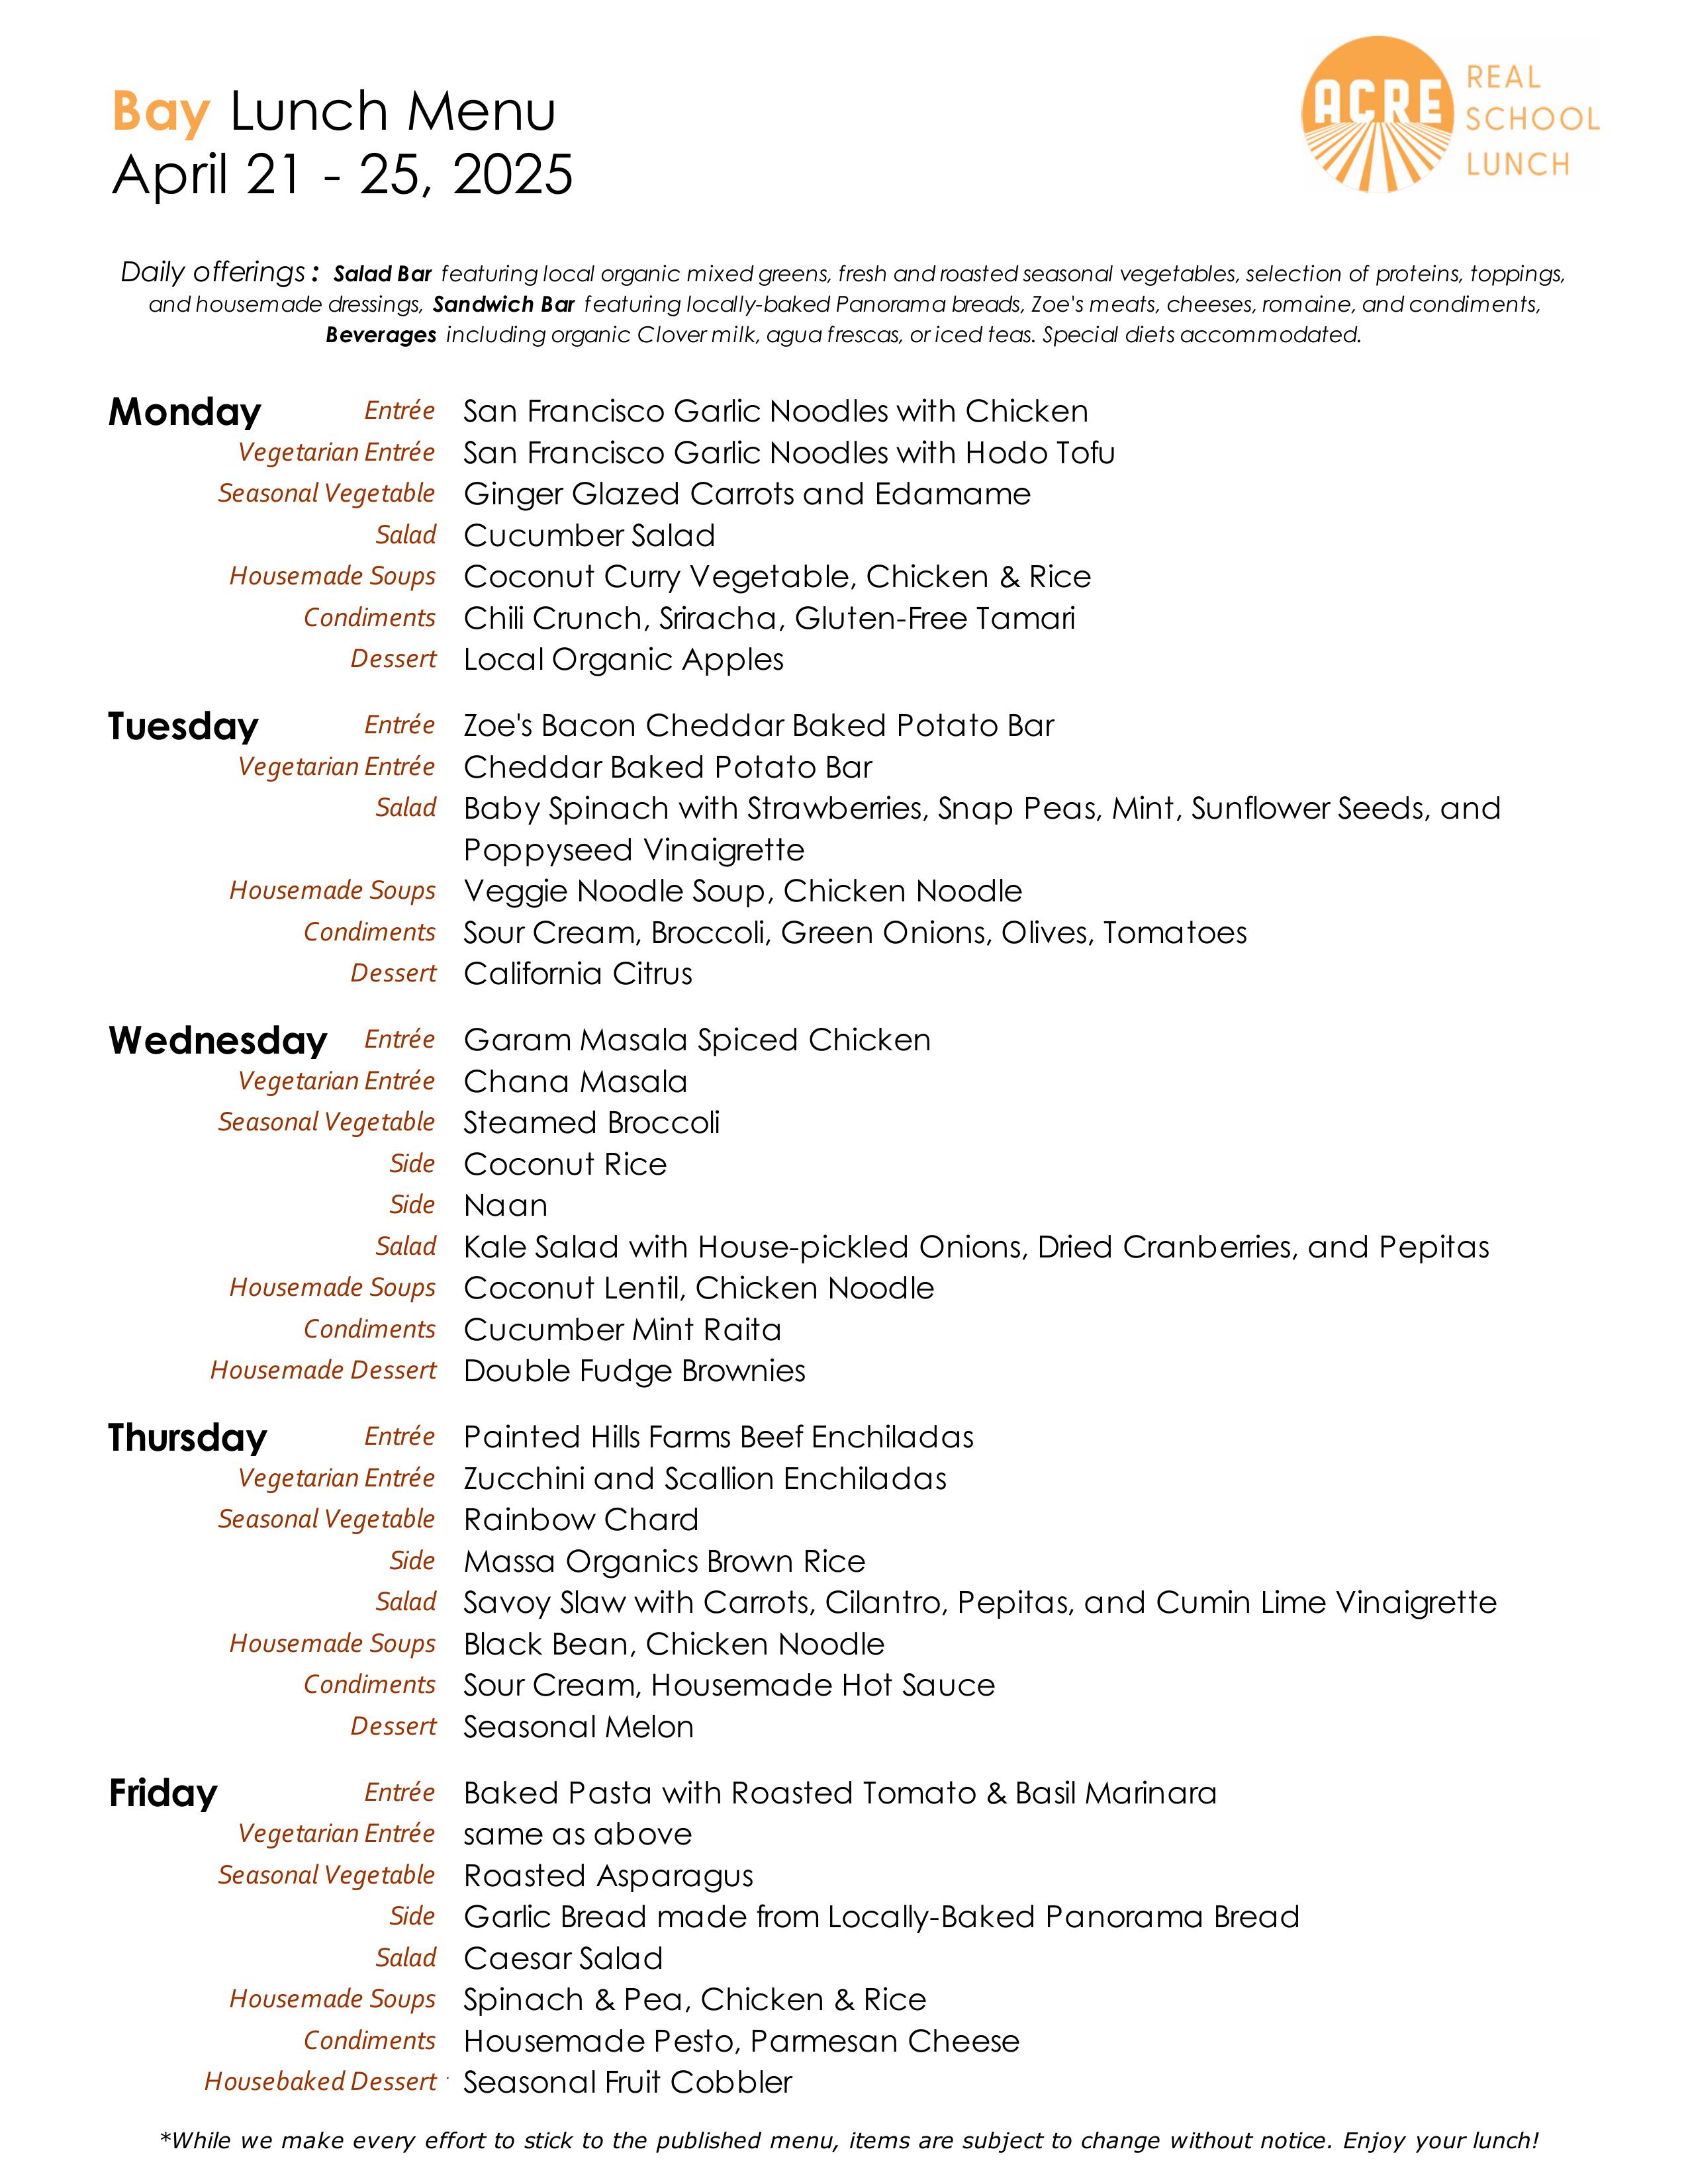 Bay Lunch Menu
April 21 - 25, 2025
ACRE
REAL
SCHOOL
LUNCH
Daily offerings : Salad Bar featuring local organic mixed greens, fresh and roasted seasonal vegetables, selection of proteins, toppings,
and housemade dressings, Sandwich Bar featuring locally-baked Panorama breads, Zoe's meats, cheeses, romaine, and condiments,
Beverages including organic Clover milk, agua frescas, or iced teas. Special diets accommodated.
Monday Entrée San Francisco Garlic Noodles with Chicken
Vegetarian Entrée San Francisco Garlic Noodles with Hodo Tofu
Seasonal Vegetable Ginger Glazed Carrots and Edamame
Salad Cucumber Salad
Housemade Soups Coconut Curry Vegetable, Chicken & Rice
Condiments Chili Crunch, Sriracha, Gluten-Free Tamari
Dessert Local Organic Apples
Tuesday Entrée Zoe's Bacon Cheddar Baked Potato Bar
Vegetarian Entrée Cheddar Baked Potato Bar
Salad Baby Spinach with Strawberries, Snap Peas, Mint, Sunflower Seeds, and
Poppyseed Vinaigrette
Housemade Soups Veggie Noodle Soup, Chicken Noodle
Condiments Sour Cream, Broccoli, Green Onions, Olives, Tomatoes
Dessert California Citrus
Wednesday Entrée Garam Masala Spiced Chicken
Vegetarian Entrée Chana Masala
Seasonal Vegetable Steamed Broccoli
Side Coconut Rice
Side Naan
Salad Kale Salad with House-pickled Onions, Dried Cranberries, and Pepitas
Housemade Soups Coconut Lentil, Chicken Noodle
Condiments Cucumber Mint Raita
Housemade Dessert Double Fudge Brownies
Thursday Entrée Painted Hills Farms Beef Enchiladas
Vegetarian Entrée Zucchini and Scallion Enchiladas
Seasonal Vegetable Rainbow Chard
Side Massa Organics Brown Rice
Salad Savoy Slaw with Carrots, Cilantro, Pepitas, and Cumin Lime Vinaigrette
Housemade Soups Black Bean, Chicken Noodle
Condiments Sour Cream, Housemade Hot Sauce
Dessert Seasonal Melon
Friday Entrée Baked Pasta with Roasted Tomato & Basil Marinara
Vegetarian Entrée same as above
Seasonal Vegetable Roasted Asparagus
Side Garlic Bread made from Locally-Baked Panorama Bread
Salad Caesar Salad
Housemade Soups Spinach & Pea, Chicken & Rice
Condiments Housemade Pesto, Parmesan Cheese
Housebaked Dessert Seasonal Fruit Cobbler
*While we make every effort to stick to the published menu, items are subject to change without notice. Enjoy your lunch!